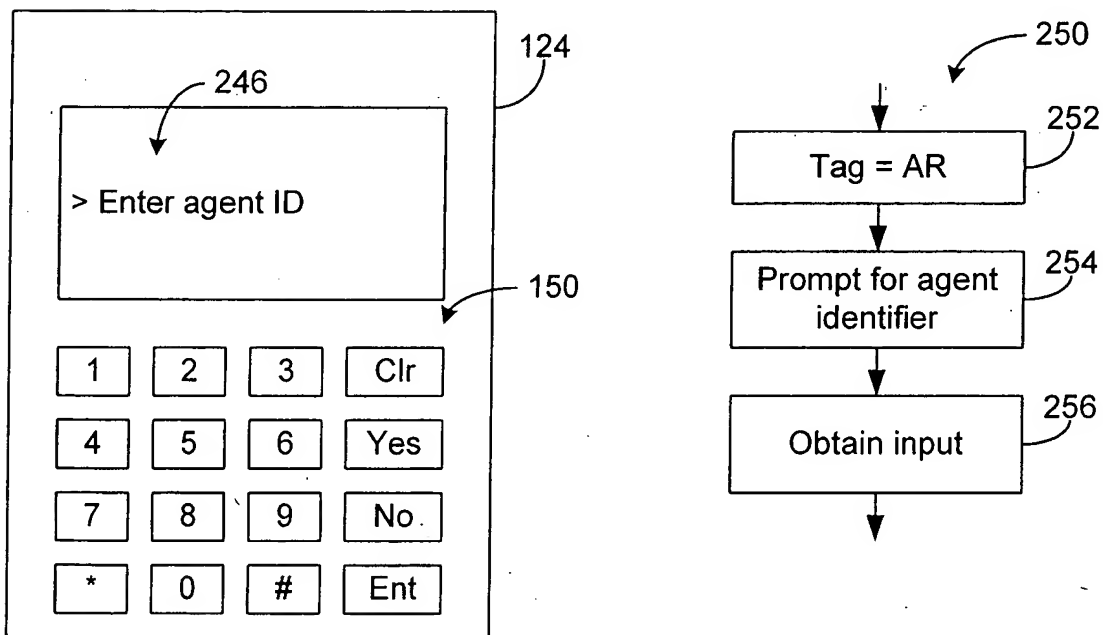 124
246
> Enter agent ID
150
1 2 3 Clr
4 5 6 Yes
7 8 9 No
* 0 # Ent
250
252
Tag = AR
254
Prompt for agent
identifier
256
Obtain input